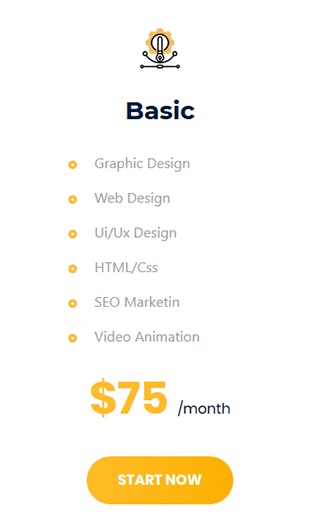 Basic
Graphic Design
Web Design
Ui/Ux Design
HTML/Css
SEO Marketin
Video Animation
$75 /month
START NOW